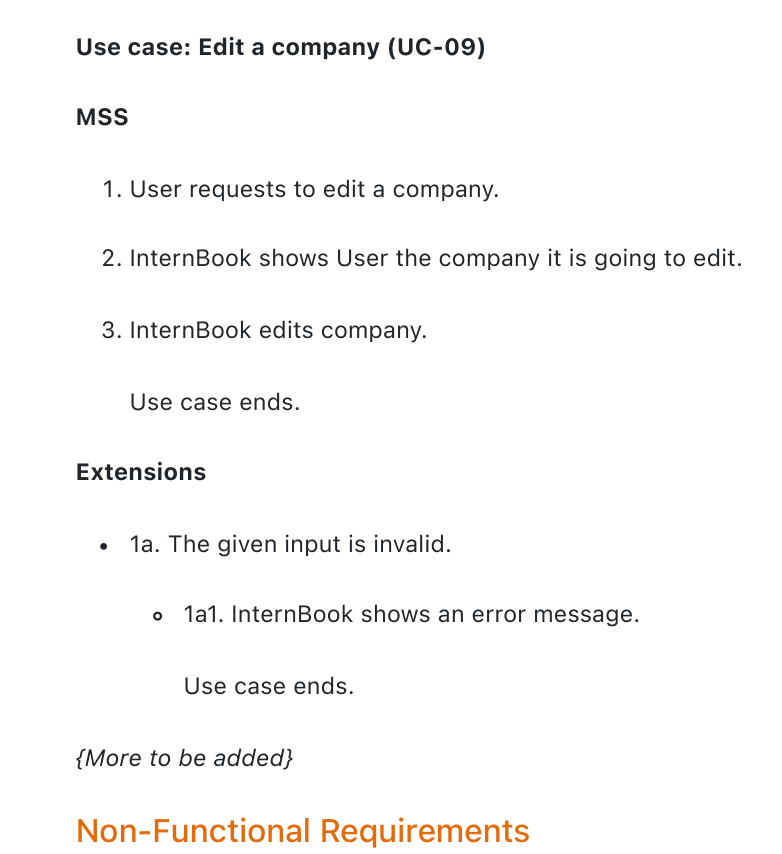 Use case: Edit a company (UC-09)
MSS
1. User requests to edit a company.
2. InternBook shows User the company it is going to edit.
3. InternBook edits company.
Use case ends.
Extensions
• 1a. The given input is invalid.
◦ 1a1. InternBook shows an error message.
Use case ends.
{More to be added}
Non-Functional Requirements